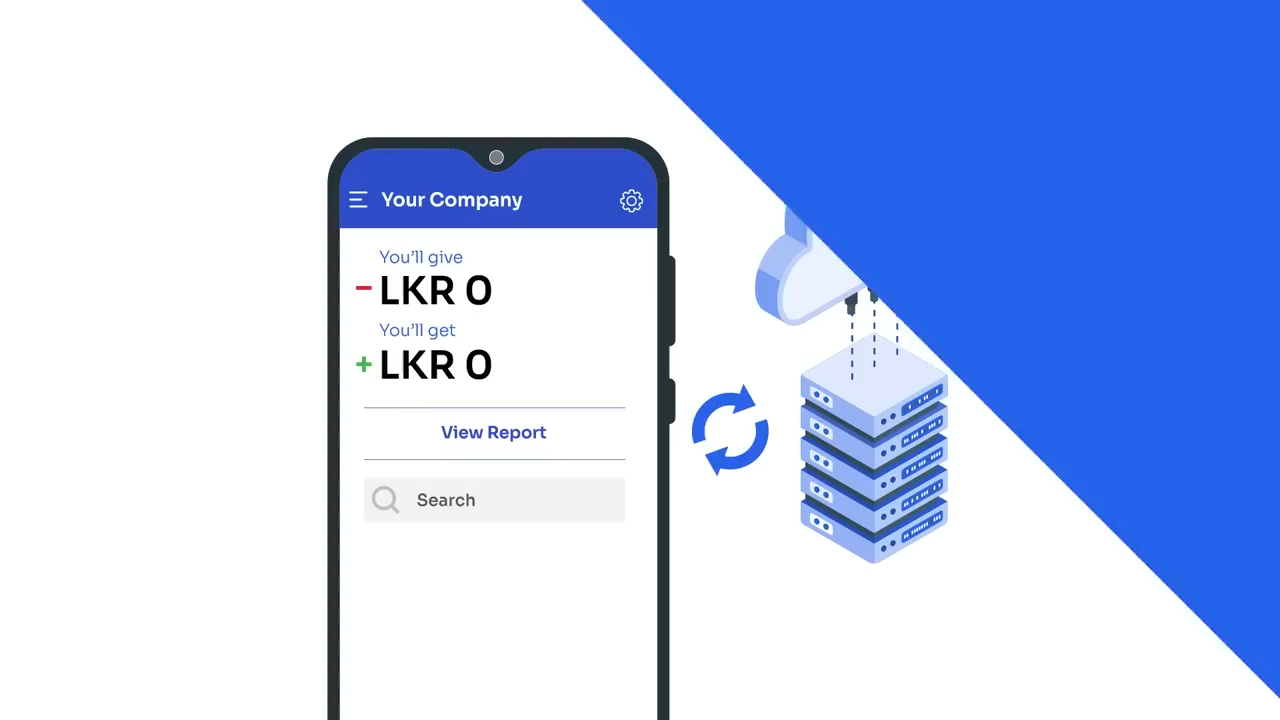 Your Company
You'll give
− LKR 0
You'll get
+ LKR 0
View Report
Search